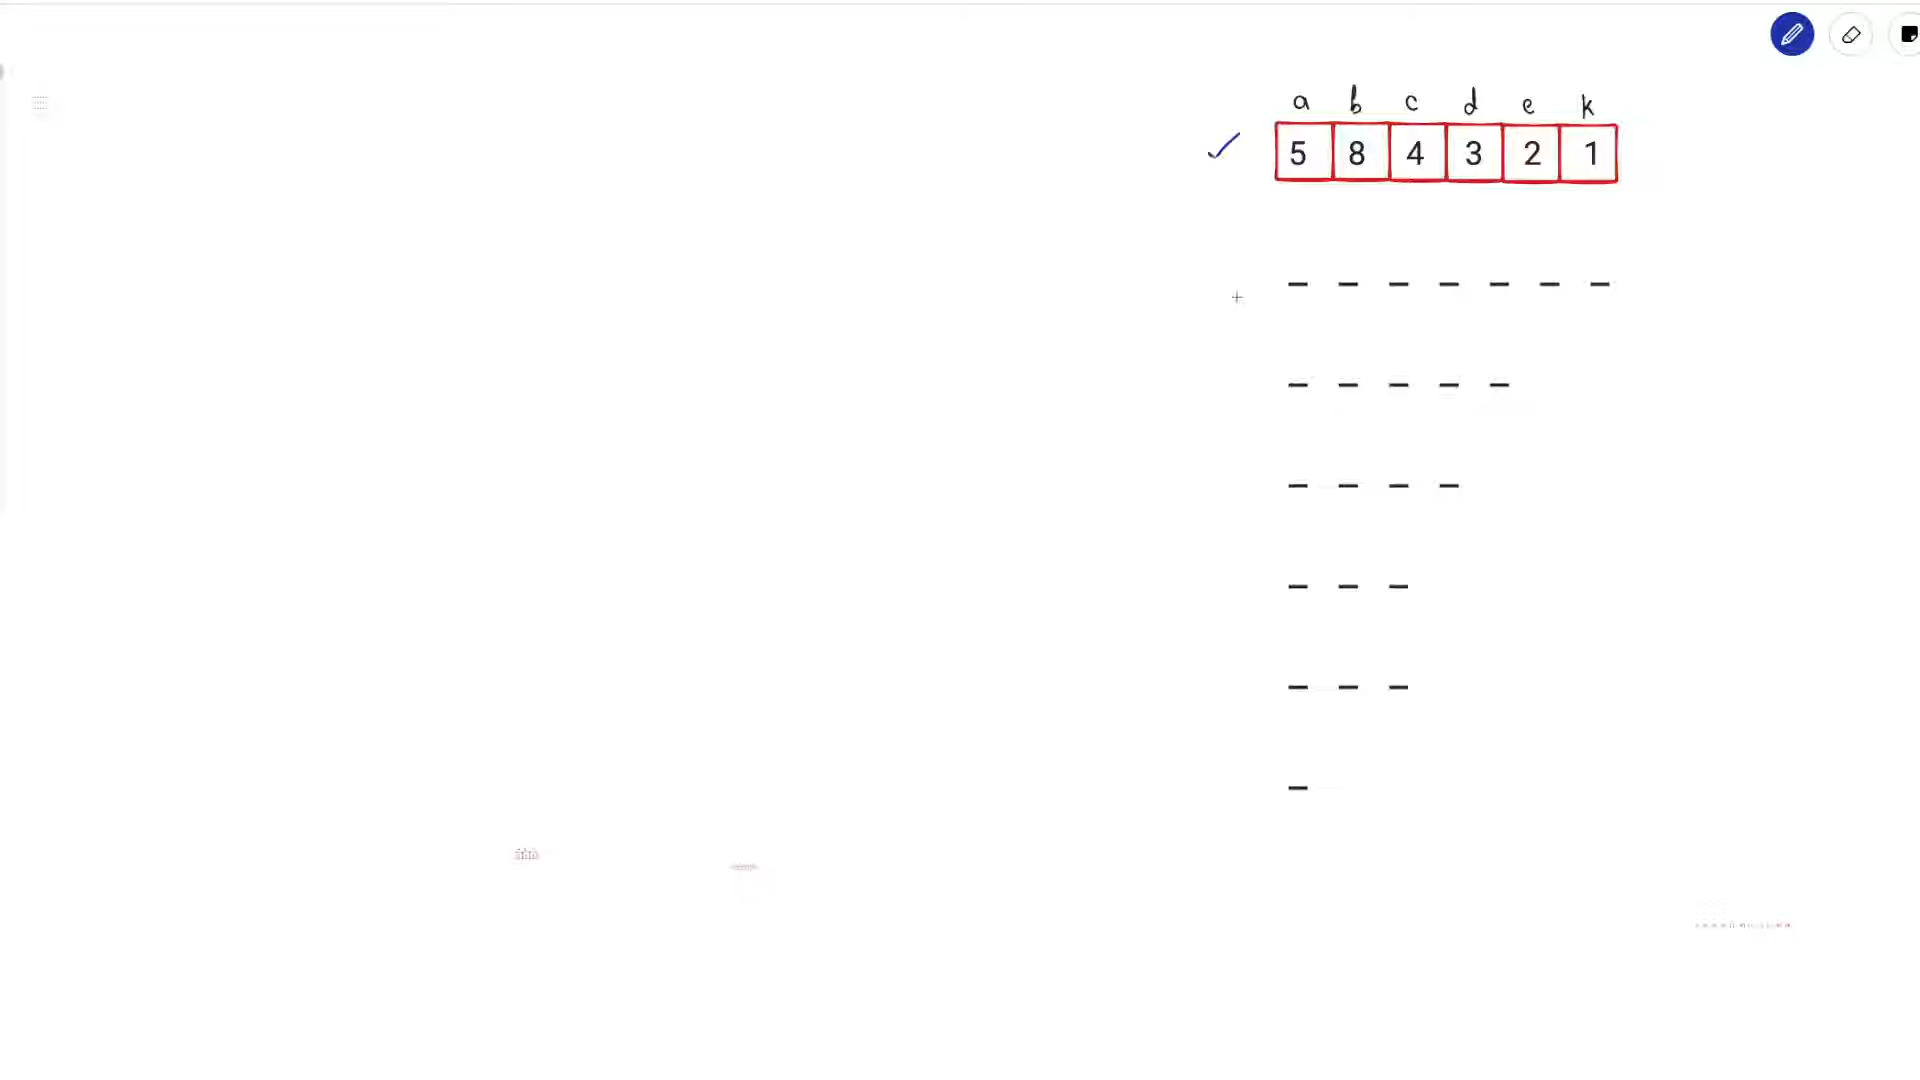 a b c d e k
5 8 4 3 2 1
– – – – – – –
– – – – –
– – – –
– – –
– – –
–